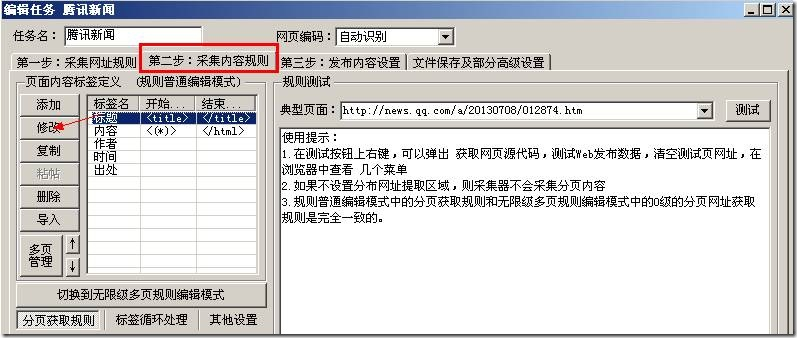 编辑任务 腾讯新闻
任务名： 腾讯新闻 网页编码： 自动识别
第一步：采集网址规则 第二步：采集内容规则 第三步：发布内容设置 文件保存及部分高级设置
页面内容标签定义 （规则普通编辑模式）
添加
修改
复制
粘帖
删除
导入
多页
管理
↑
↓
标签名 开始... 结束...
标题 <title> </title>
内容 <(*)> </html>
作者
时间
出处
切换到无限级多页规则编辑模式
分页获取规则 标签循环处理 其他设置
规则测试
典型页面： http://news.qq.com/a/20130708/012874.htm 测试
使用提示：
1.在测试按钮上右键，可以弹出 获取网页源代码，测试Web发布数据，清空测试页网址，在
浏览器中查看 几个菜单
2.如果不设置分布网址提取区域，则采集器不会采集分页内容
3.规则普通编辑模式中的分页获取规则和无限级多页规则编辑模式中的0级的分页网址获取
规则是完全一致的。